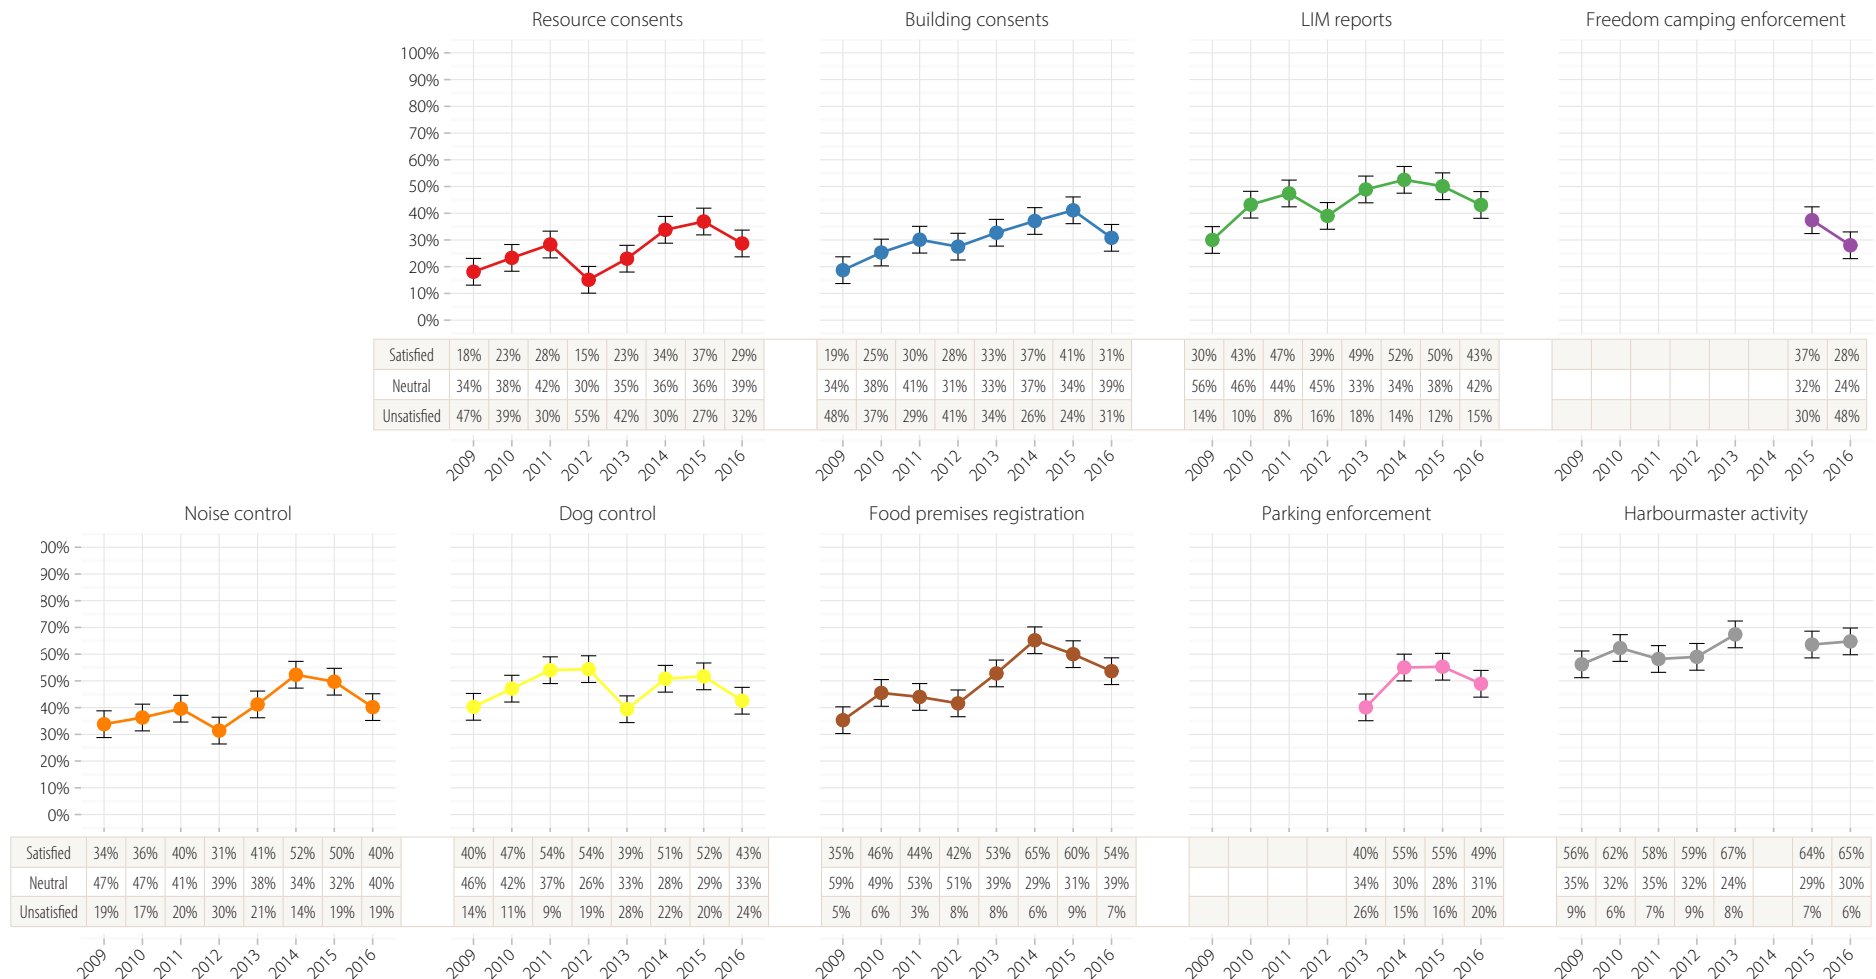 Resource consents Building consents LIM reports Freedom camping enforcement
100%
90%
80%
70%
60%
50%
40%
30%
20%
10%
0%
Satisfied 18% 23% 28% 15% 23% 34% 37% 29% 19% 25% 30% 28% 33% 37% 41% 31% 30% 43% 47% 39% 49% 52% 50% 43% 37% 28%
Neutral 34% 38% 42% 30% 35% 36% 36% 39% 34% 38% 41% 31% 33% 37% 34% 39% 56% 46% 44% 45% 33% 34% 38% 42% 32% 24%
Unsatisfied 47% 39% 30% 55% 42% 30% 27% 32% 48% 37% 29% 41% 34% 26% 24% 31% 14% 10% 8% 16% 18% 14% 12% 15% 30% 48%
2009 2010 2011 2012 2013 2014 2015 2016 2009 2010 2011 2012 2013 2014 2015 2016 2009 2010 2011 2012 2013 2014 2015 2016 2009 2010 2011 2012 2013 2014 2015 2016
Noise control Dog control Food premises registration Parking enforcement Harbourmaster activity
00%
90%
80%
70%
60%
50%
40%
30%
20%
10%
0%
Satisfied 34% 36% 40% 31% 41% 52% 50% 40% 40% 47% 54% 54% 39% 51% 52% 43% 35% 46% 44% 42% 53% 65% 60% 54% 40% 55% 55% 49% 56% 62% 58% 59% 67% 64% 65%
Neutral 47% 47% 41% 39% 38% 34% 32% 40% 46% 42% 37% 26% 33% 28% 29% 33% 59% 49% 53% 51% 39% 29% 31% 39% 34% 30% 28% 31% 35% 32% 35% 32% 24% 29% 30%
Unsatisfied 19% 17% 20% 30% 21% 14% 19% 19% 14% 11% 9% 19% 28% 22% 20% 24% 5% 6% 3% 8% 8% 6% 9% 7% 26% 15% 16% 20% 9% 6% 7% 9% 8% 7% 6%
2009 2010 2011 2012 2013 2014 2015 2016 2009 2010 2011 2012 2013 2014 2015 2016 2009 2010 2011 2012 2013 2014 2015 2016 2009 2010 2011 2012 2013 2014 2015 2016 2009 2010 2011 2012 2013 2014 2015 2016